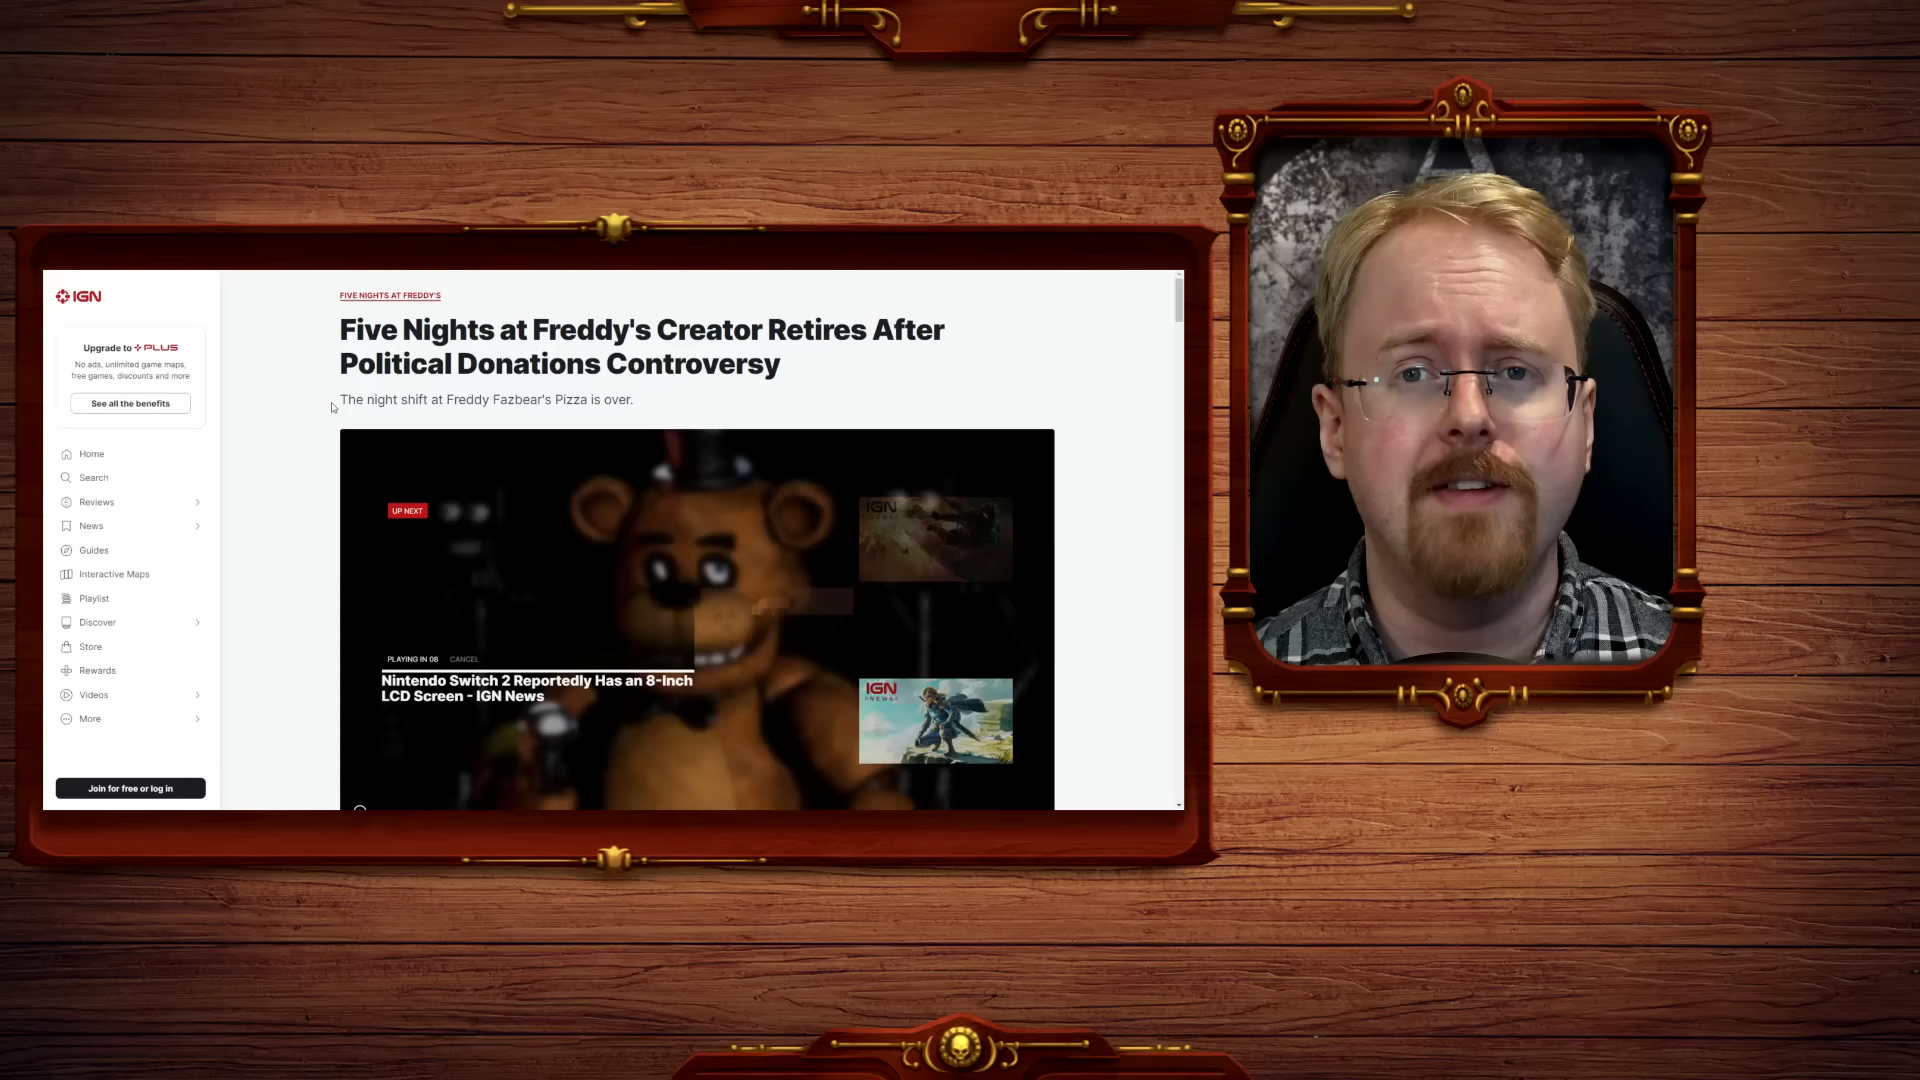 IGN
Upgrade to PLUS
No ads, unlimited game maps,
free games, discounts and more
See all the benefits
Home
Search
Reviews
News
Guides
Interactive Maps
Playlist
Discover
Store
Rewards
Videos
More
Join for free or log in
FIVE NIGHTS AT FREDDY'S
Five Nights at Freddy's Creator Retires After
Political Donations Controversy
The night shift at Freddy Fazbear's Pizza is over.
UP NEXT
PLAYING IN 08 CANCEL
Nintendo Switch 2 Reportedly Has an 8-Inch
LCD Screen - IGN News
IGN
IGN
NEWS